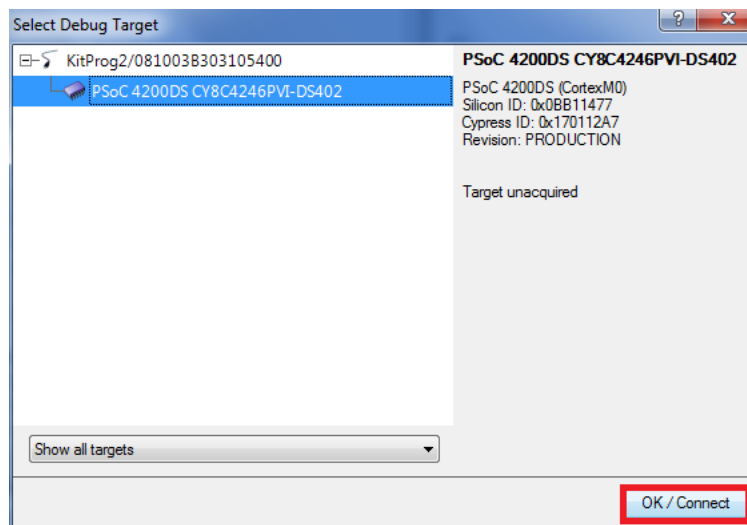 Select Debug Target
?
X
KitProg2/081003B303105400
PSoC 4200DS CY8C4246PVI-DS402
PSoC 4200DS CY8C4246PVI-DS402
PSoC 4200DS (CortexM0)
Silicon ID: 0x0BB11477
Cypress ID: 0x170112A7
Revision: PRODUCTION
Target unacquired
Show all targets
OK / Connect